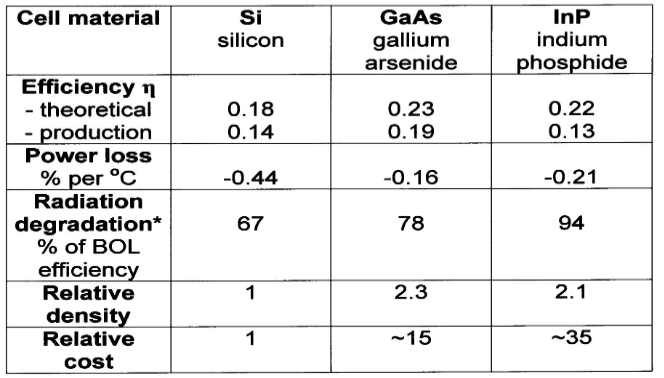 Cell material Si GaAs InP
silicon gallium indium
arsenide phosphide
Efficiency η
- theoretical 0.18 0.23 0.22
- production 0.14 0.19 0.13
Power loss
% per °C -0.44 -0.16 -0.21
Radiation
degradation* 67 78 94
% of BOL
efficiency
Relative 1 2.3 2.1
density
Relative 1 ~15 ~35
cost